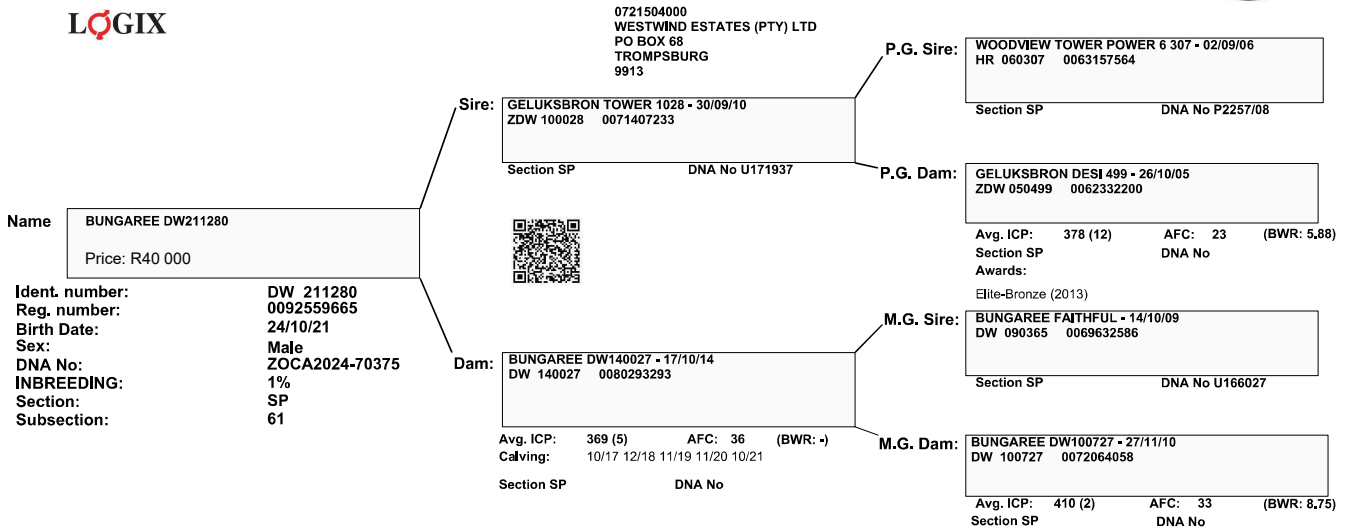 LOGIX
0721504000
WESTWIND ESTATES (PTY) LTD
PO BOX 68
TROMPSBURG
9913
P.G. Sire: WOODVIEW TOWER POWER 6 307 - 02/09/06
HR 060307 0063157564
Section SP DNA No P2257/08
Sire: GELUKSBRON TOWER 1028 - 30/09/10
ZDW 100028 0071407233
Section SP DNA No U171937
P.G. Dam: GELUKSBRON DESI 499 - 26/10/05
ZDW 050499 0062332200
Avg. ICP: 378 (12) AFC: 23 (BWR: 5.88)
Section SP DNA No
Awards:
Elite-Bronze (2013)
Name BUNGAREE DW211280
Price: R40 000
Ident. number: DW 211280
Reg. number: 0092559665
Birth Date: 24/10/21
Sex: Male
DNA No: ZOCA2024-70375
INBREEDING: 1%
Section: SP
Subsection: 61
M.G. Sire: BUNGAREE FAITHFUL - 14/10/09
DW 090365 0069632586
Section SP DNA No U166027
Dam: BUNGAREE DW140027 - 17/10/14
DW 140027 0080293293
Avg. ICP: 369 (5) AFC: 36 (BWR: -)
Calving: 10/17 12/18 11/19 11/20 10/21
Section SP DNA No
M.G. Dam: BUNGAREE DW100727 - 27/11/10
DW 100727 0072064058
Avg. ICP: 410 (2) AFC: 33 (BWR: 8.75)
Section SP DNA No